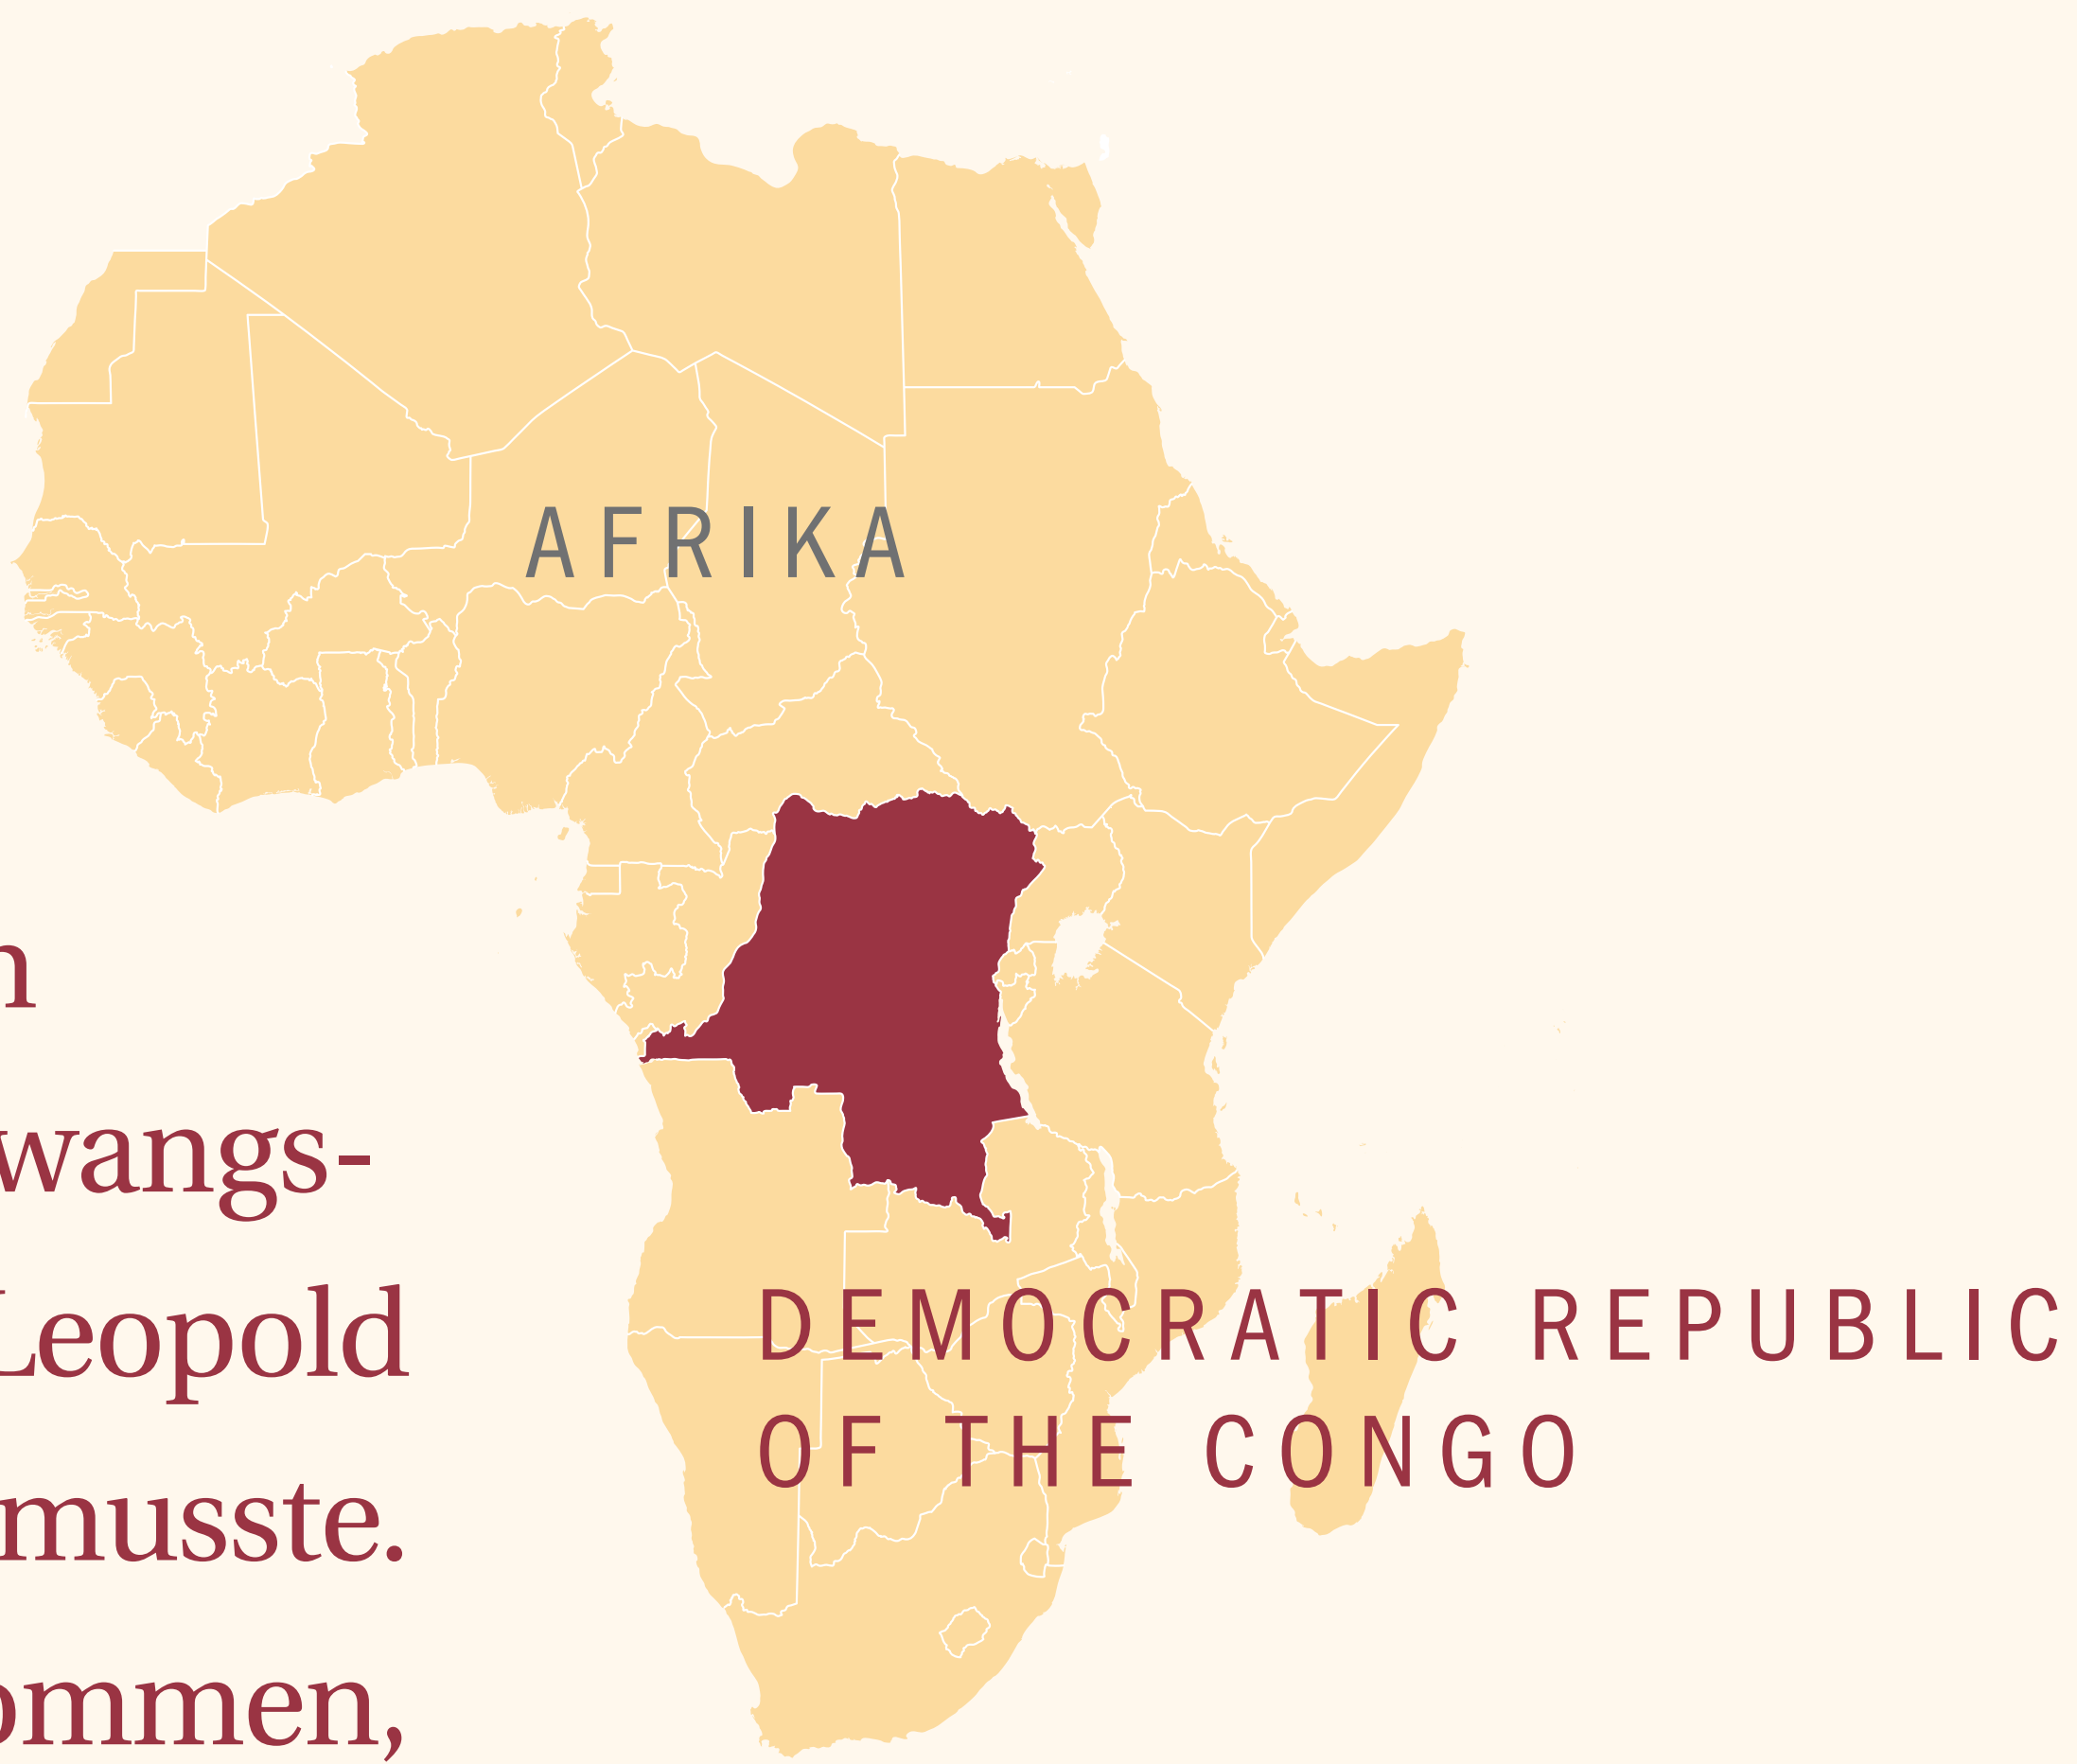 AFRIKA
DEMOCRATIC REPUBLIC
OF THE CONGO
n
wangs-
Leopold
musste.
ommen,